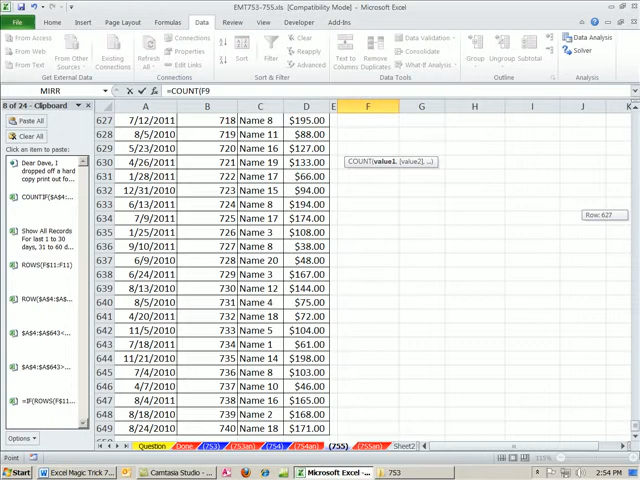 EMT753-755.xls [Compatibility Mode] - Microsoft Excel
File Home Insert Page Layout Formulas Data Review View Developer Add-Ins
From Access
From Web
From Text
From Other Sources
Existing Connections
Get External Data
Refresh All
Connections
Properties
Edit Links
Connections
Sort
Filter
Clear
Reapply
Advanced
Sort & Filter
Text to Columns
Remove Duplicates
Data Validation
Consolidate
What-If Analysis
Data Tools
Group
Ungroup
Subtotal
Outline
Data Analysis
Solver
Analysis
MIRR =COUNT(F9
8 of 24 - Clipboard
Paste All
Clear All
Click an item to paste:
Dear Dave, I dropped off a hard copy print out fo...
COUNTIF($A$4:...
Show All Records For last 1 to 30 days, 31 to 60 d...
ROWS(F$11:F11)
ROW($A$4:$A$...
$A$4:$A$643<...
$A$4:$A$643>...
=IF(ROWS(F$11...
Options
A B C D E F G H I J K
627 7/12/2011 718 Name 8 $195.00
628 8/5/2010 719 Name 11 $88.00
629 5/23/2010 720 Name 16 $127.00
630 4/26/2011 721 Name 19 $133.00
631 1/28/2011 722 Name 17 $66.00
632 12/31/2010 723 Name 15 $94.00
633 6/13/2011 724 Name 8 $194.00
634 7/9/2011 725 Name 17 $174.00
635 1/25/2011 726 Name 3 $108.00
636 9/10/2011 727 Name 8 $38.00
637 6/9/2011 728 Name 20 $48.00
638 6/24/2011 729 Name 3 $167.00
639 8/13/2010 730 Name 12 $144.00
640 8/5/2010 731 Name 4 $75.00
641 4/20/2011 732 Name 18 $72.00
642 11/5/2010 733 Name 5 $104.00
643 7/18/2011 734 Name 1 $61.00
644 11/21/2010 735 Name 14 $198.00
645 7/4/2011 736 Name 8 $103.00
646 4/7/2011 737 Name 10 $46.00
647 8/4/2011 738 Name 16 $165.00
648 8/18/2010 739 Name 2 $168.00
649 8/24/2011 740 Name 18 $171.00
COUNT(value1, [value2], ...)
Row: 627
Question Done (753) (753an) (754) (754an) (755) (755an) Sheet2
Point 115%
Start Excel Magic Trick 7... Camtasia Studio - ... Microsoft Excel - ... 753 2:54 PM